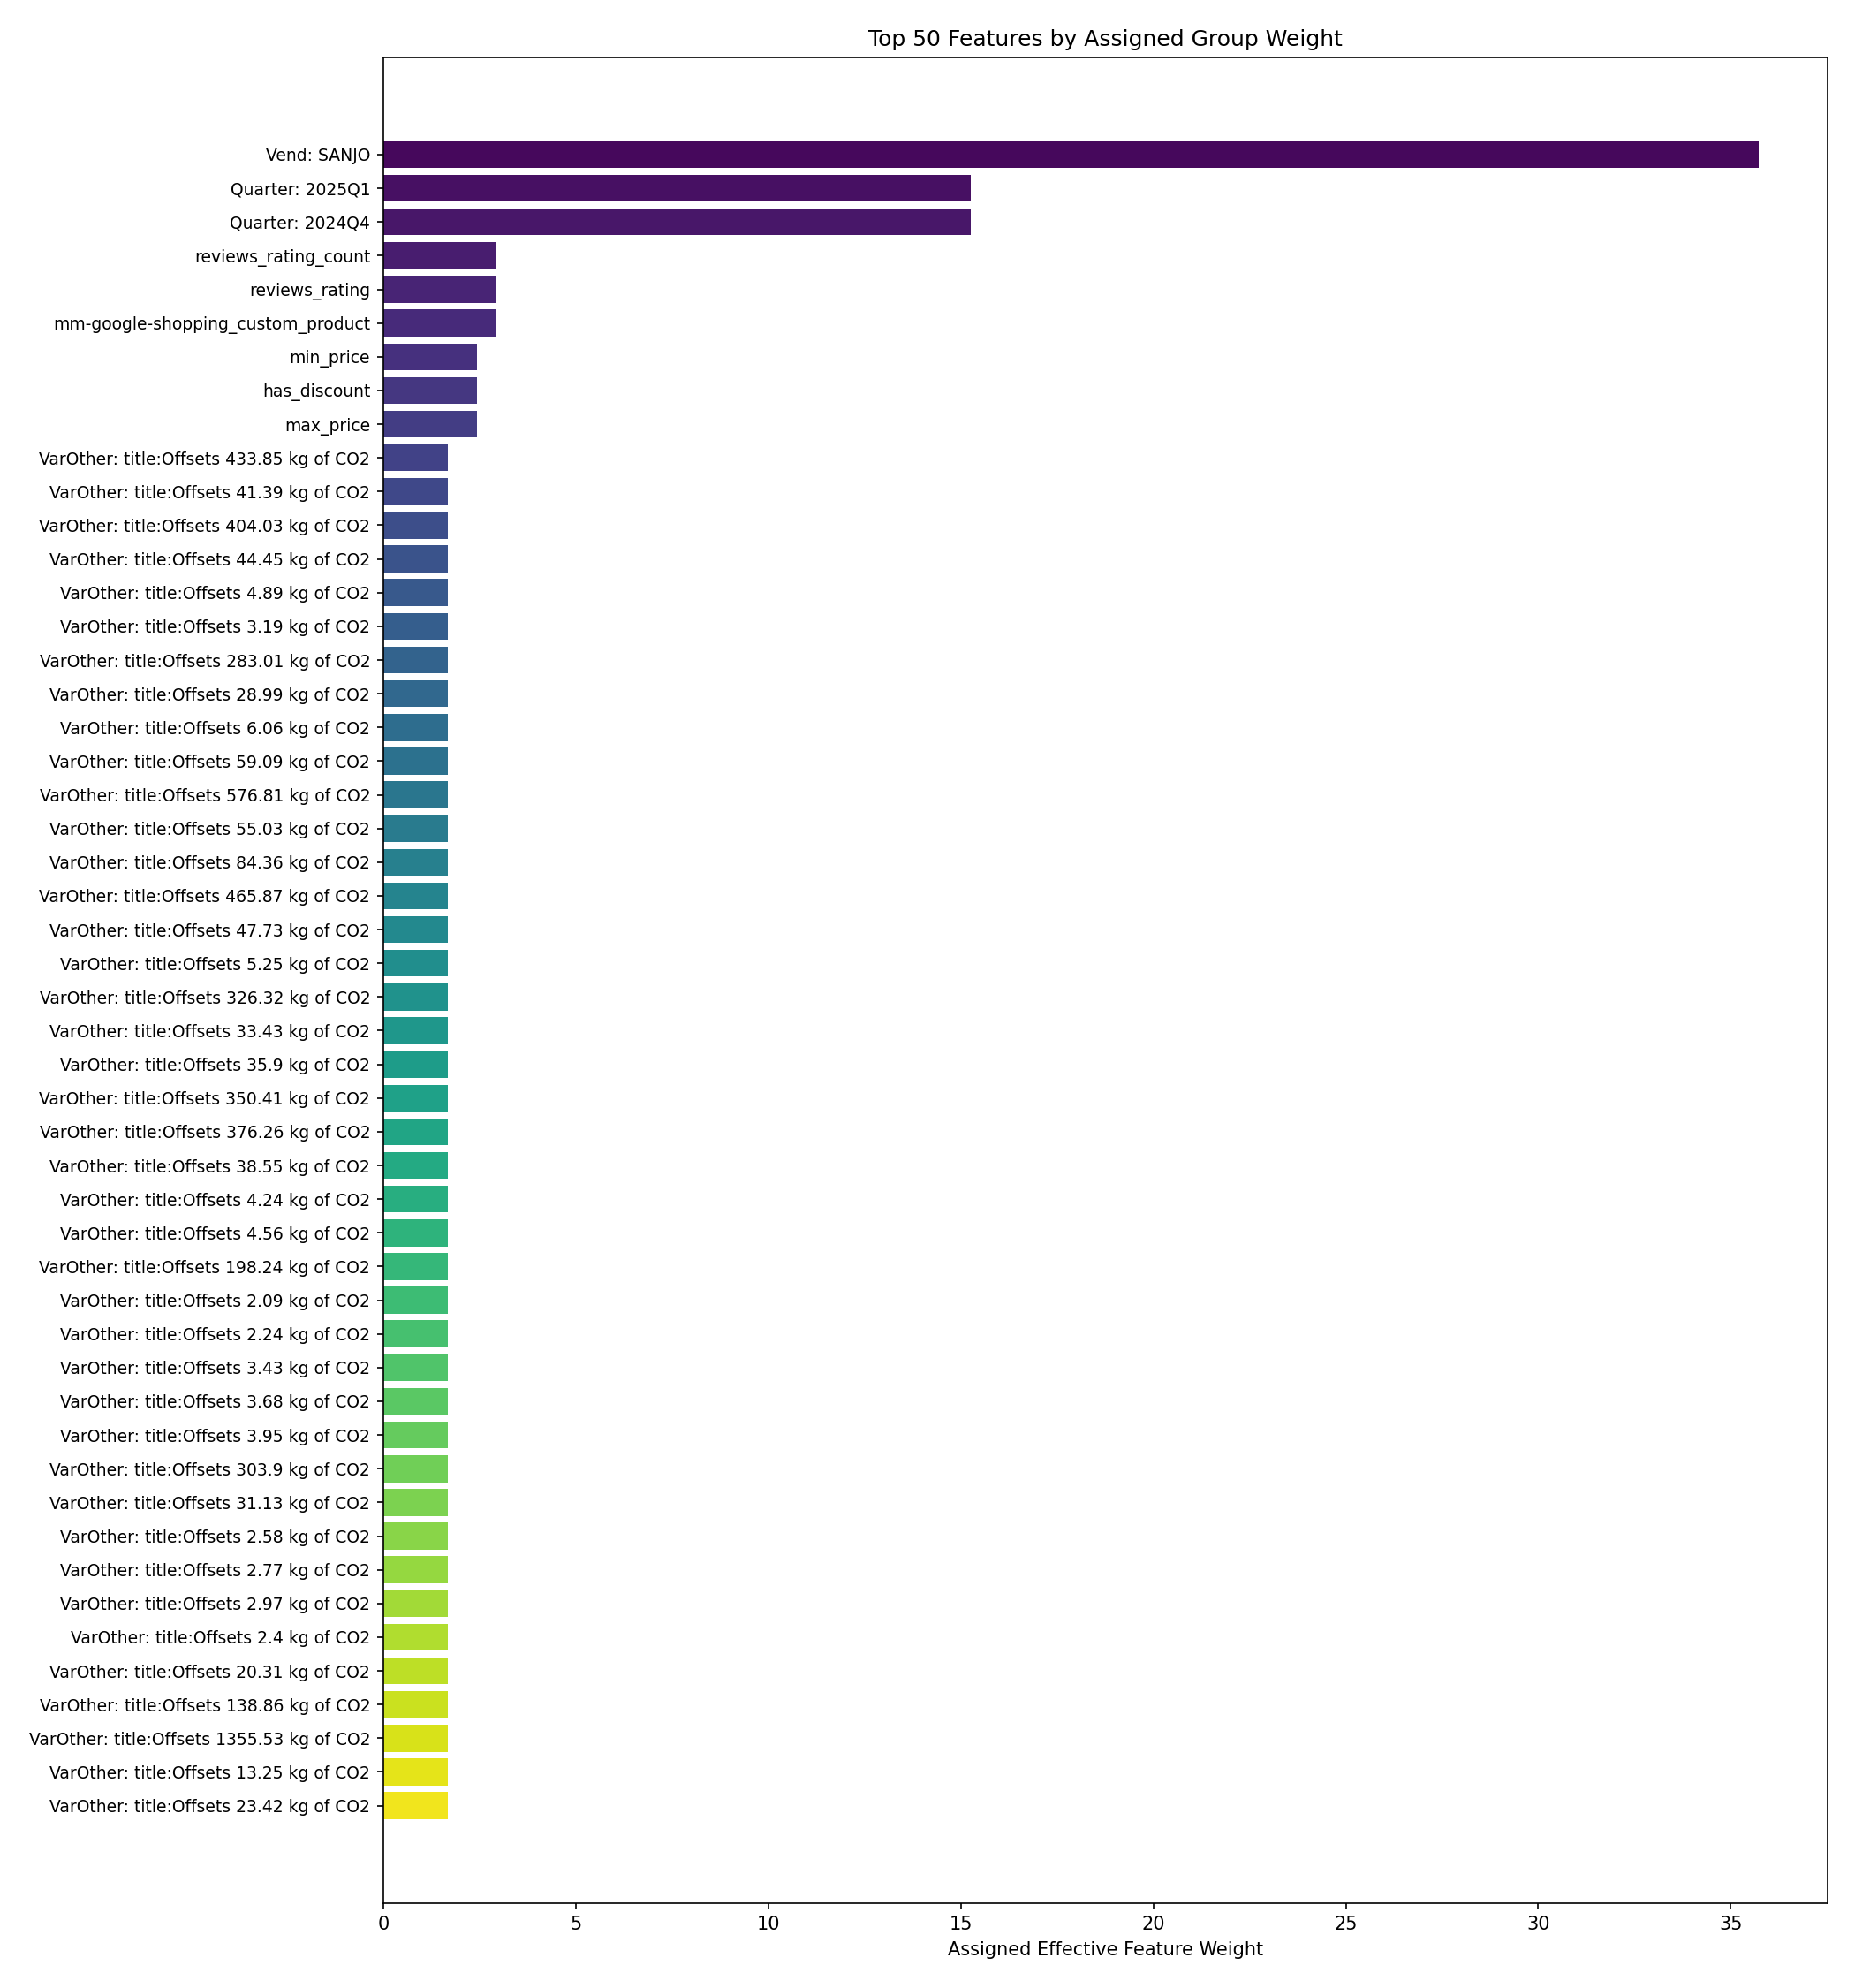 Top 50 Features by Assigned Group Weight
Vend: SANJO
Quarter: 2025Q1
Quarter: 2024Q4
reviews_rating_count
reviews_rating
mm-google-shopping_custom_product
min_price
has_discount
max_price
VarOther: title:Offsets 433.85 kg of CO2
VarOther: title:Offsets 41.39 kg of CO2
VarOther: title:Offsets 404.03 kg of CO2
VarOther: title:Offsets 44.45 kg of CO2
VarOther: title:Offsets 4.89 kg of CO2
VarOther: title:Offsets 3.19 kg of CO2
VarOther: title:Offsets 283.01 kg of CO2
VarOther: title:Offsets 28.99 kg of CO2
VarOther: title:Offsets 6.06 kg of CO2
VarOther: title:Offsets 59.09 kg of CO2
VarOther: title:Offsets 576.81 kg of CO2
VarOther: title:Offsets 55.03 kg of CO2
VarOther: title:Offsets 84.36 kg of CO2
VarOther: title:Offsets 465.87 kg of CO2
VarOther: title:Offsets 47.73 kg of CO2
VarOther: title:Offsets 5.25 kg of CO2
VarOther: title:Offsets 326.32 kg of CO2
VarOther: title:Offsets 33.43 kg of CO2
VarOther: title:Offsets 35.9 kg of CO2
VarOther: title:Offsets 350.41 kg of CO2
VarOther: title:Offsets 376.26 kg of CO2
VarOther: title:Offsets 38.55 kg of CO2
VarOther: title:Offsets 4.24 kg of CO2
VarOther: title:Offsets 4.56 kg of CO2
VarOther: title:Offsets 198.24 kg of CO2
VarOther: title:Offsets 2.09 kg of CO2
VarOther: title:Offsets 2.24 kg of CO2
VarOther: title:Offsets 3.43 kg of CO2
VarOther: title:Offsets 3.68 kg of CO2
VarOther: title:Offsets 3.95 kg of CO2
VarOther: title:Offsets 303.9 kg of CO2
VarOther: title:Offsets 31.13 kg of CO2
VarOther: title:Offsets 2.58 kg of CO2
VarOther: title:Offsets 2.77 kg of CO2
VarOther: title:Offsets 2.97 kg of CO2
VarOther: title:Offsets 2.4 kg of CO2
VarOther: title:Offsets 20.31 kg of CO2
VarOther: title:Offsets 138.86 kg of CO2
VarOther: title:Offsets 1355.53 kg of CO2
VarOther: title:Offsets 13.25 kg of CO2
VarOther: title:Offsets 23.42 kg of CO2
0 5 10 15 20 25 30 35
Assigned Effective Feature Weight